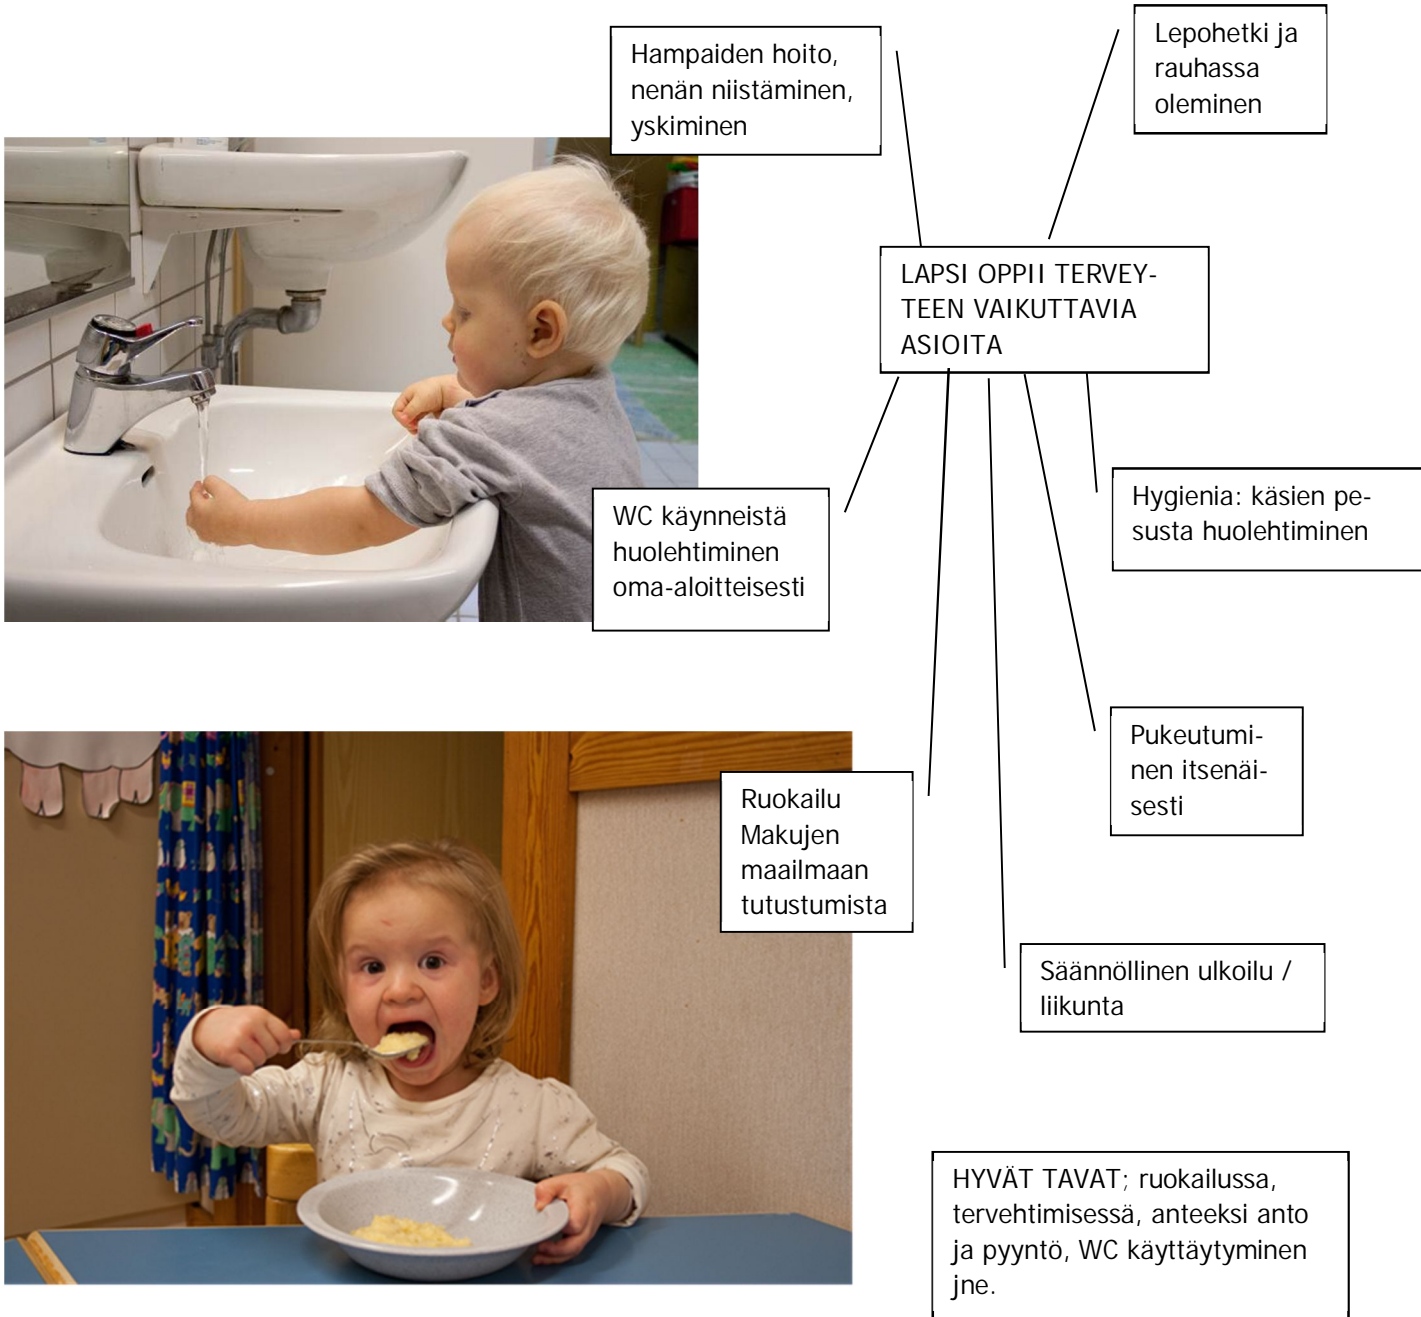 Hampaiden hoito,
nenän niistäminen,
yskiminen
Lepohetki ja
rauhassa
oleminen
LAPSI OPPII TERVEY-
TEEN VAIKUTTAVIA
ASIOITA
WC käynneistä
huolehtiminen
oma-aloitteisesti
Hygienia: käsien pe-
susta huolehtiminen
Pukeutumi-
nen itsenäi-
sesti
Ruokailu
Makujen
maailmaan
tutustumista
Säännöllinen ulkoilu /
liikunta
HYVÄT TAVAT; ruokailussa,
tervehtimisessä, anteeksi anto
ja pyyntö, WC käyttäytyminen
jne.